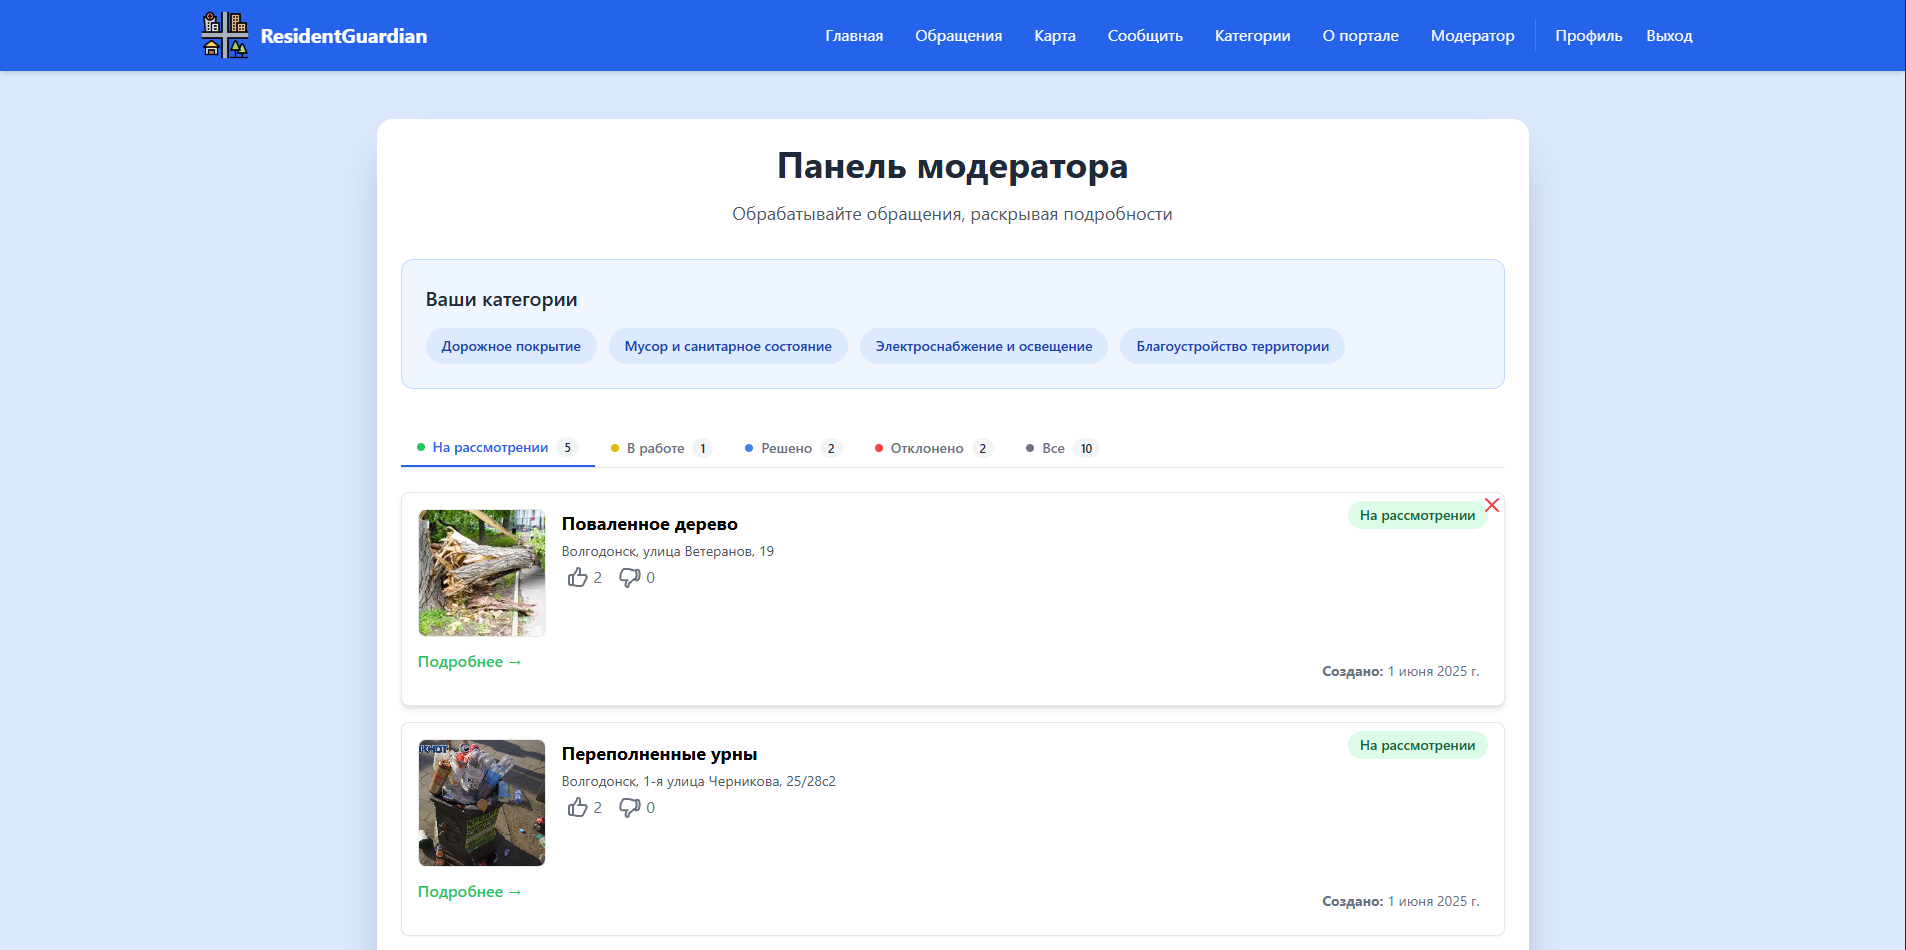 ResidentGuardian
Главная Обращения Карта Сообщить Категории О портале Модератор Профиль Выход
Панель модератора
Обрабатывайте обращения, раскрывая подробности
Ваши категории
Дорожное покрытие Мусор и санитарное состояние Электроснабжение и освещение Благоустройство территории
На рассмотрении 5 В работе 1 Решено 2 Отклонено 2 Все 10
Поваленное дерево
На рассмотрении
Волгодонск, улица Ветеранов, 19
2 0
Подробнее →
Создано: 1 июня 2025 г.
Переполненные урны
На рассмотрении
Волгодонск, 1-я улица Черникова, 25/28с2
2 0
Подробнее →
Создано: 1 июня 2025 г.